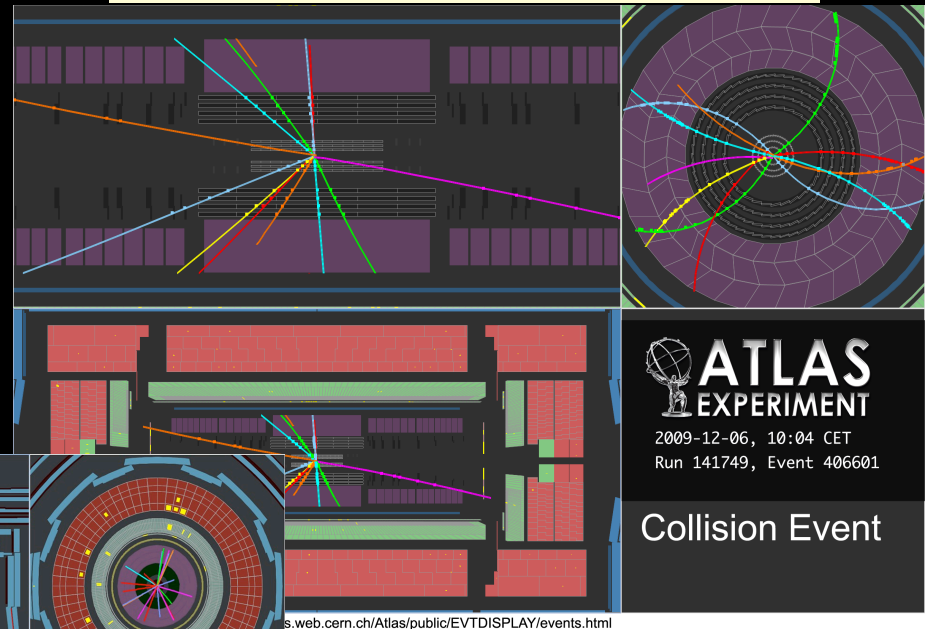 ATLAS
EXPERIMENT
2009-12-06, 10:04 CET
Run 141749, Event 406601
Collision Event
s.web.cern.ch/Atlas/public/EVTDISPLAY/events.html